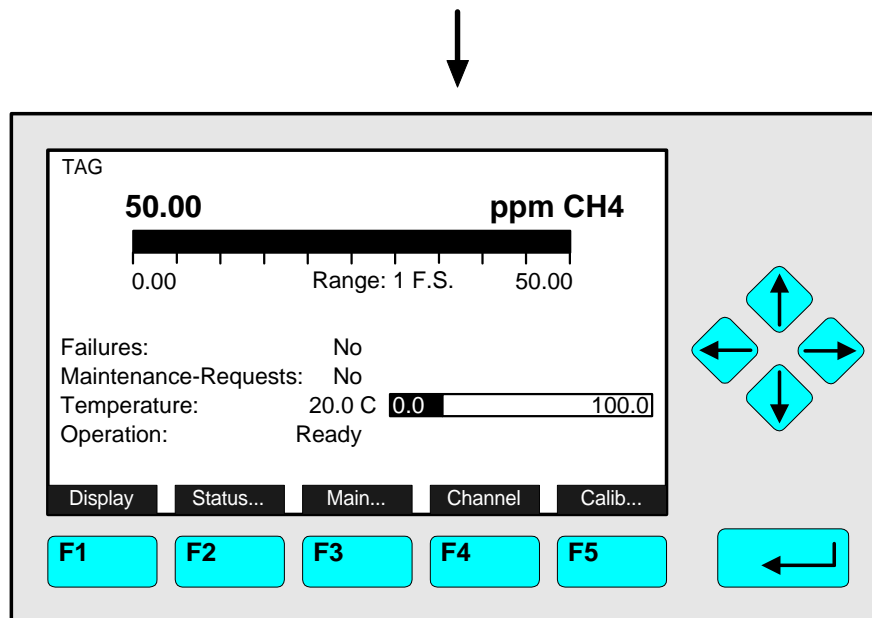 TAG
50.00 ppm CH4
0.00 Range: 1 F.S. 50.00
Failures: No
Maintenance-Requests: No
Temperature: 20.0 C 0.0 100.0
Operation: Ready
Display Status... Main... Channel Calib...
F1 F2 F3 F4 F5